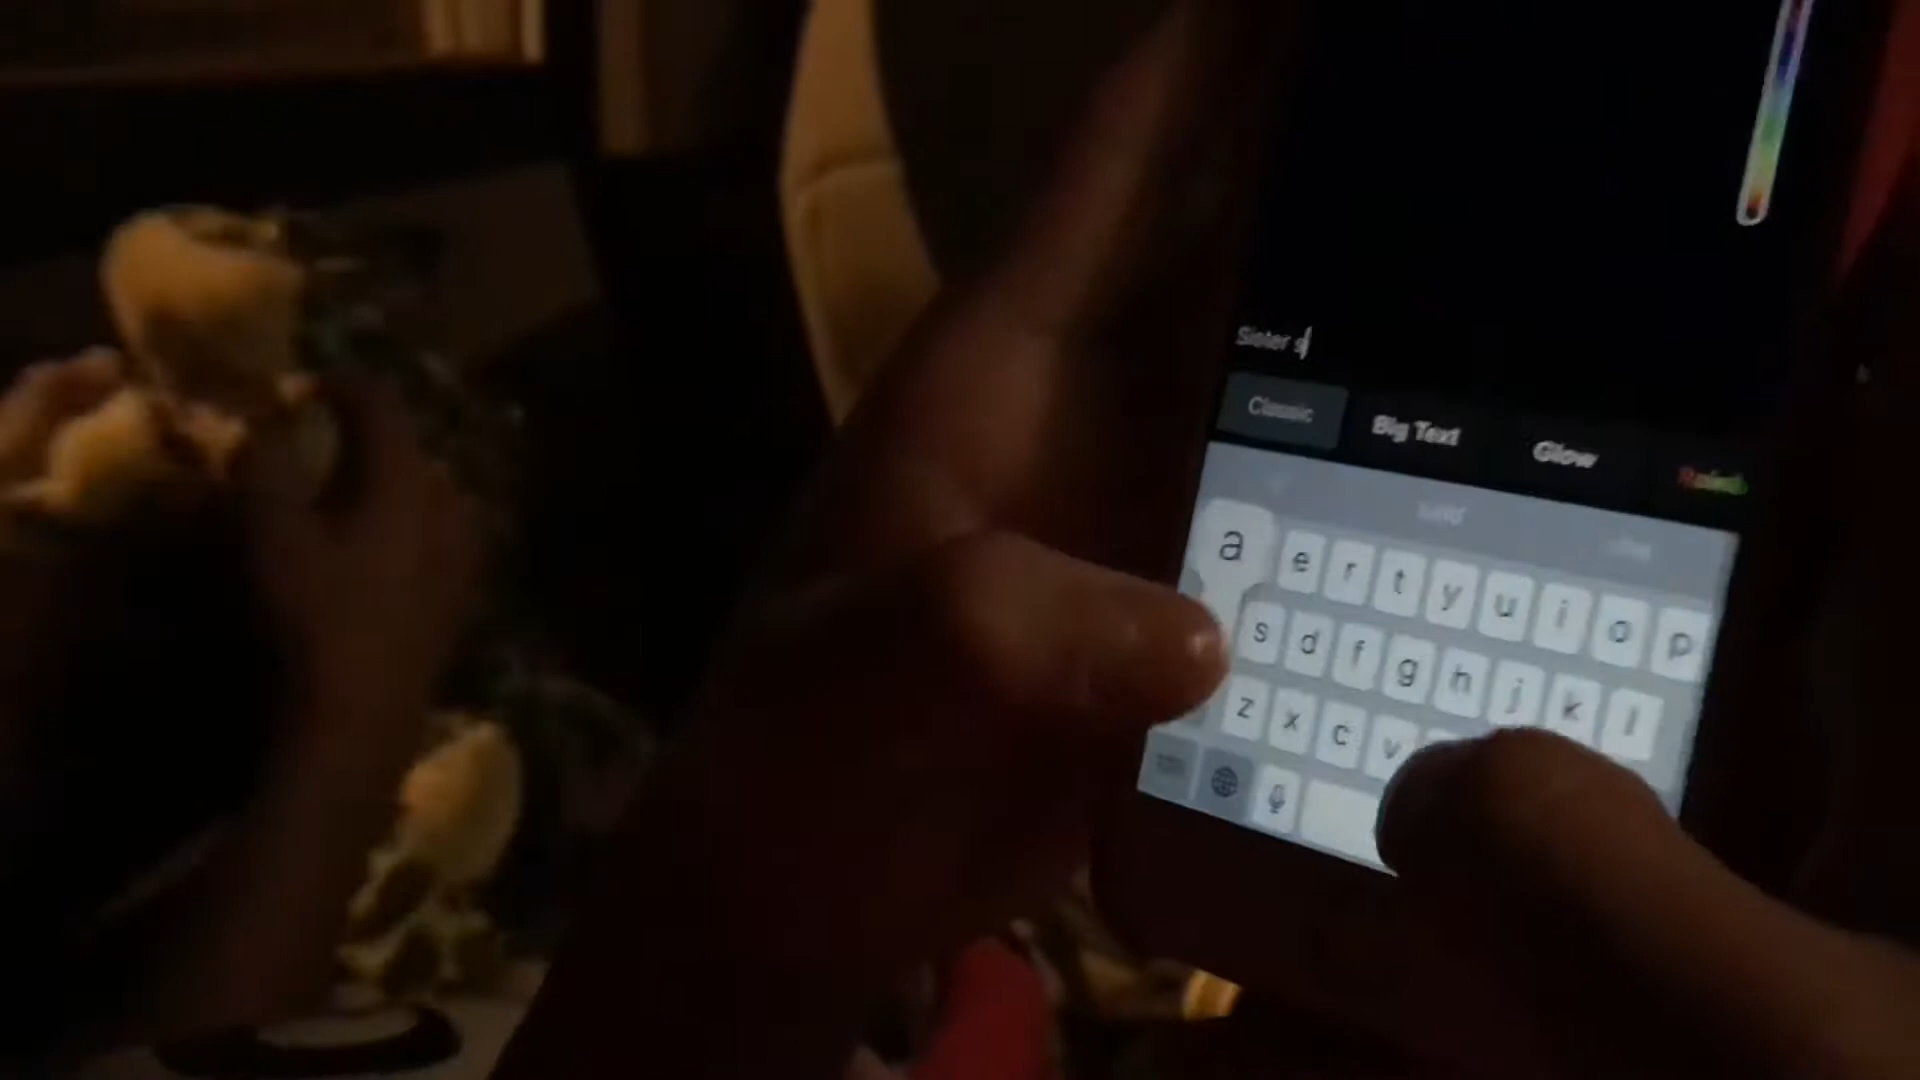 Sister s
Classic Big Text Glow
a e r t y u i o p
s d f g h j k l
z x c v